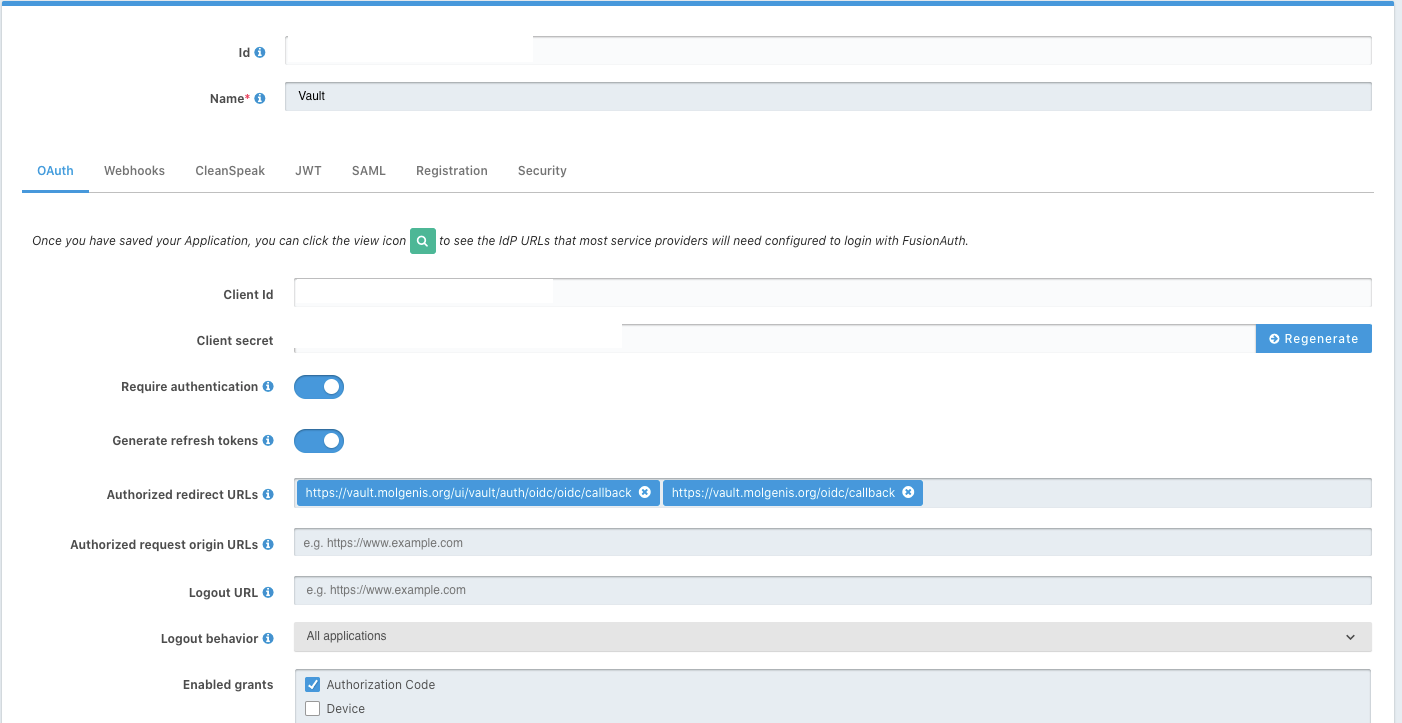 Id
Name* Vault
OAuth Webhooks CleanSpeak JWT SAML Registration Security
Once you have saved your Application, you can click the view icon to see the IdP URLs that most service providers will need configured to login with FusionAuth.
Client Id
Client secret Regenerate
Require authentication
Generate refresh tokens
Authorized redirect URLs https://vault.molgenis.org/ui/vault/auth/oidc/oidc/callback https://vault.molgenis.org/oidc/callback
Authorized request origin URLs e.g. https://www.example.com
Logout URL e.g. https://www.example.com
Logout behavior All applications
Enabled grants Authorization Code
Device